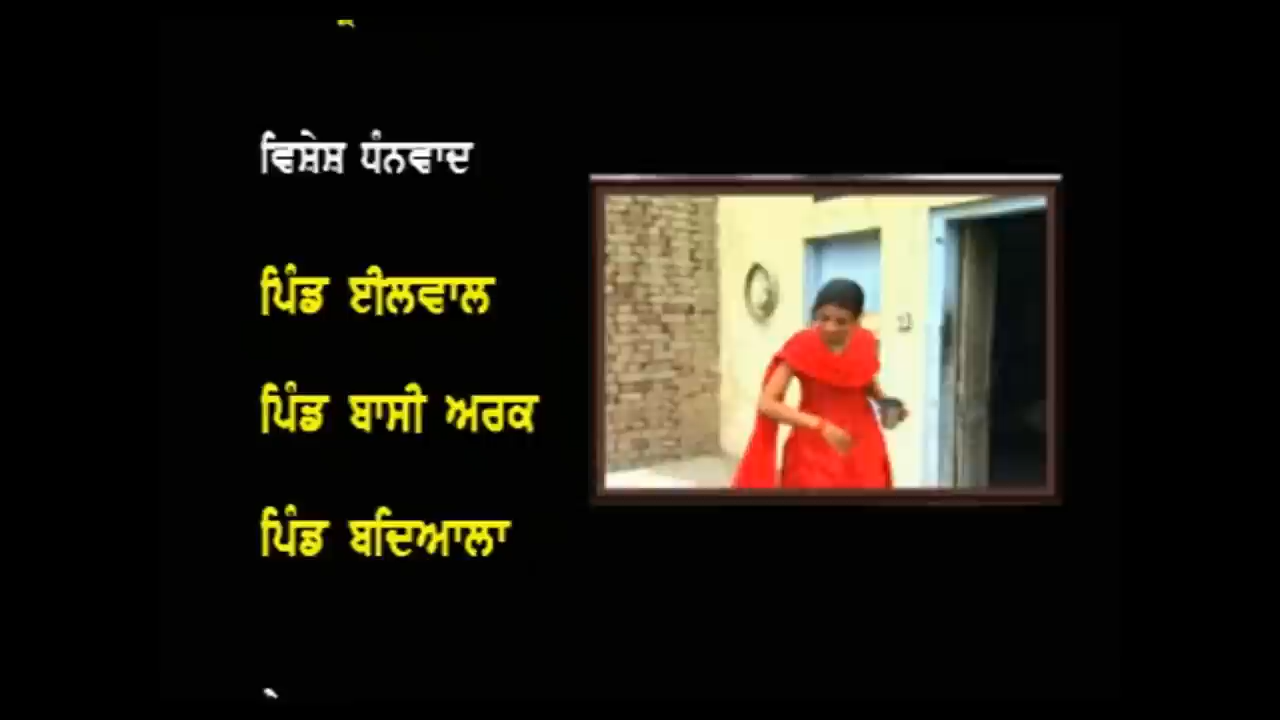 ਵਿਸ਼ੇਸ਼ ਧੰਨਵਾਦ
ਪਿੰਡ ਈਲਵਾਲ
ਪਿੰਡ ਬਾਸੀ ਅਰਕ
ਪਿੰਡ ਬਦਿਆਲਾ